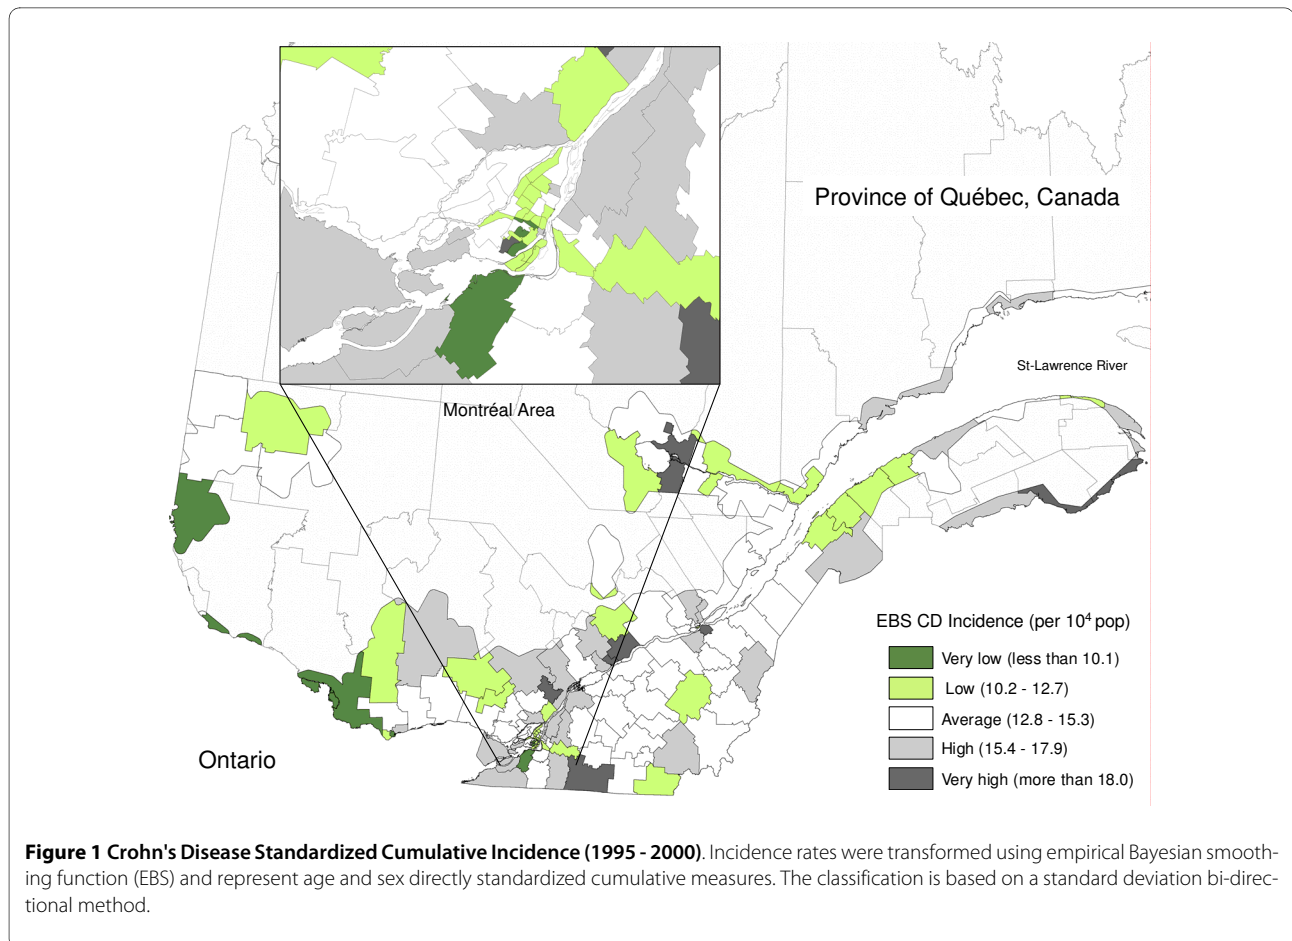 Province of Québec, Canada
St-Lawrence River
Montréal Area
EBS CD Incidence (per 10⁴ pop)
Very low (less than 10.1)
Low (10.2 - 12.7)
Average (12.8 - 15.3)
High (15.4 - 17.9)
Very high (more than 18.0)
Ontario
Figure 1 Crohn's Disease Standardized Cumulative Incidence (1995 - 2000). Incidence rates were transformed using empirical Bayesian smooth-
ing function (EBS) and represent age and sex directly standardized cumulative measures. The classification is based on a standard deviation bi-direc-
tional method.